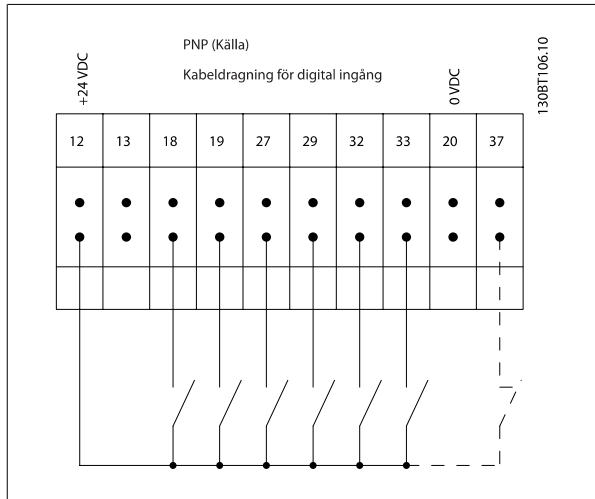 PNP (Källa)
Kabeldragning för digital ingång
+24 VDC
0 VDC
130BT106.10
12 13 18 19 27 29 32 33 20 37